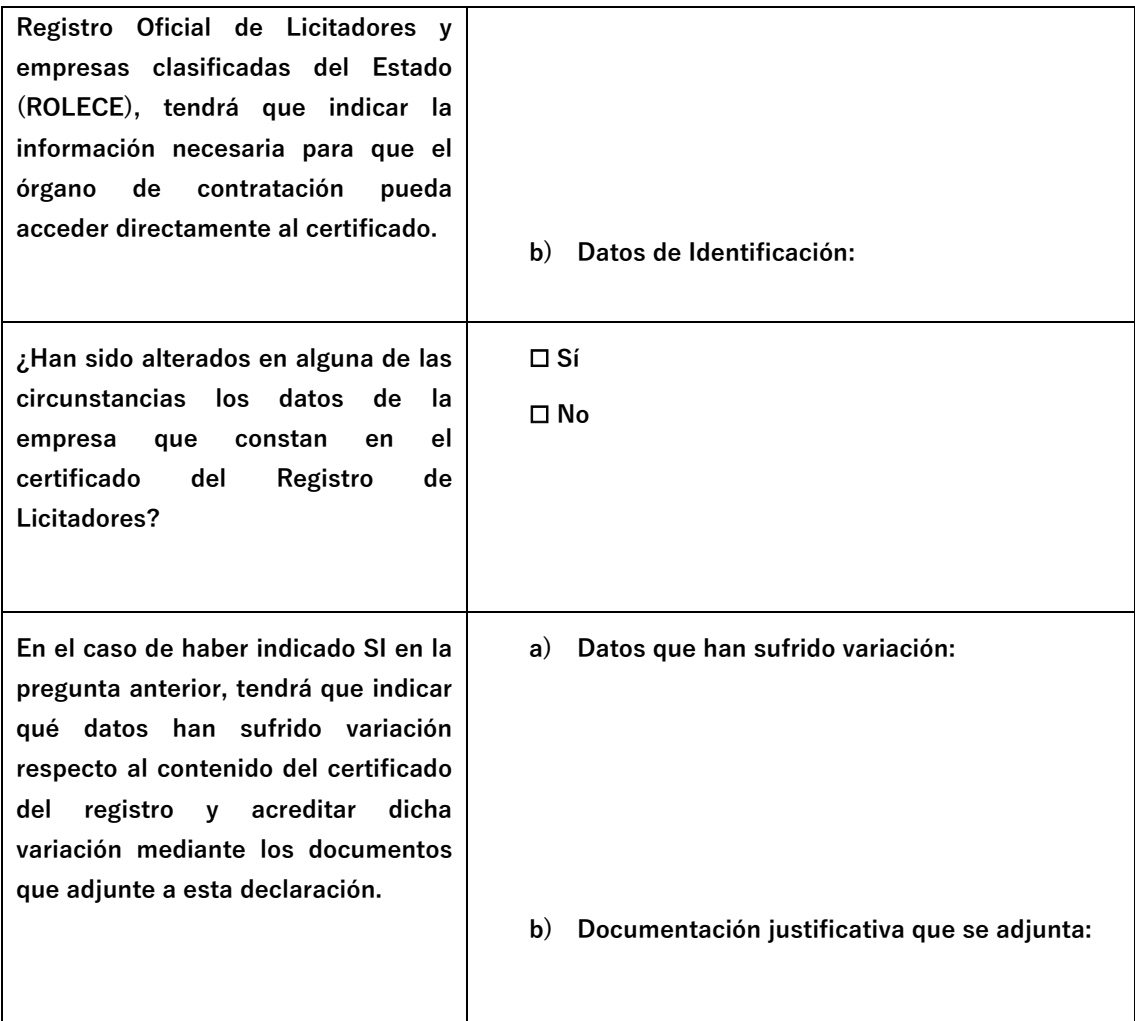 Registro Oficial de Licitadores y
empresas clasificadas del Estado
(ROLECE), tendrá que indicar la
información necesaria para que el
órgano de contratación pueda
acceder directamente al certificado.
b) Datos de Identificación:
¿Han sido alterados en alguna de las
circunstancias los datos de la
empresa que constan en el
certificado del Registro de
Licitadores?
☐ Sí
☐ No
En el caso de haber indicado SI en la
pregunta anterior, tendrá que indicar
qué datos han sufrido variación
respecto al contenido del certificado
del registro y acreditar dicha
variación mediante los documentos
que adjunte a esta declaración.
a) Datos que han sufrido variación:
b) Documentación justificativa que se adjunta: